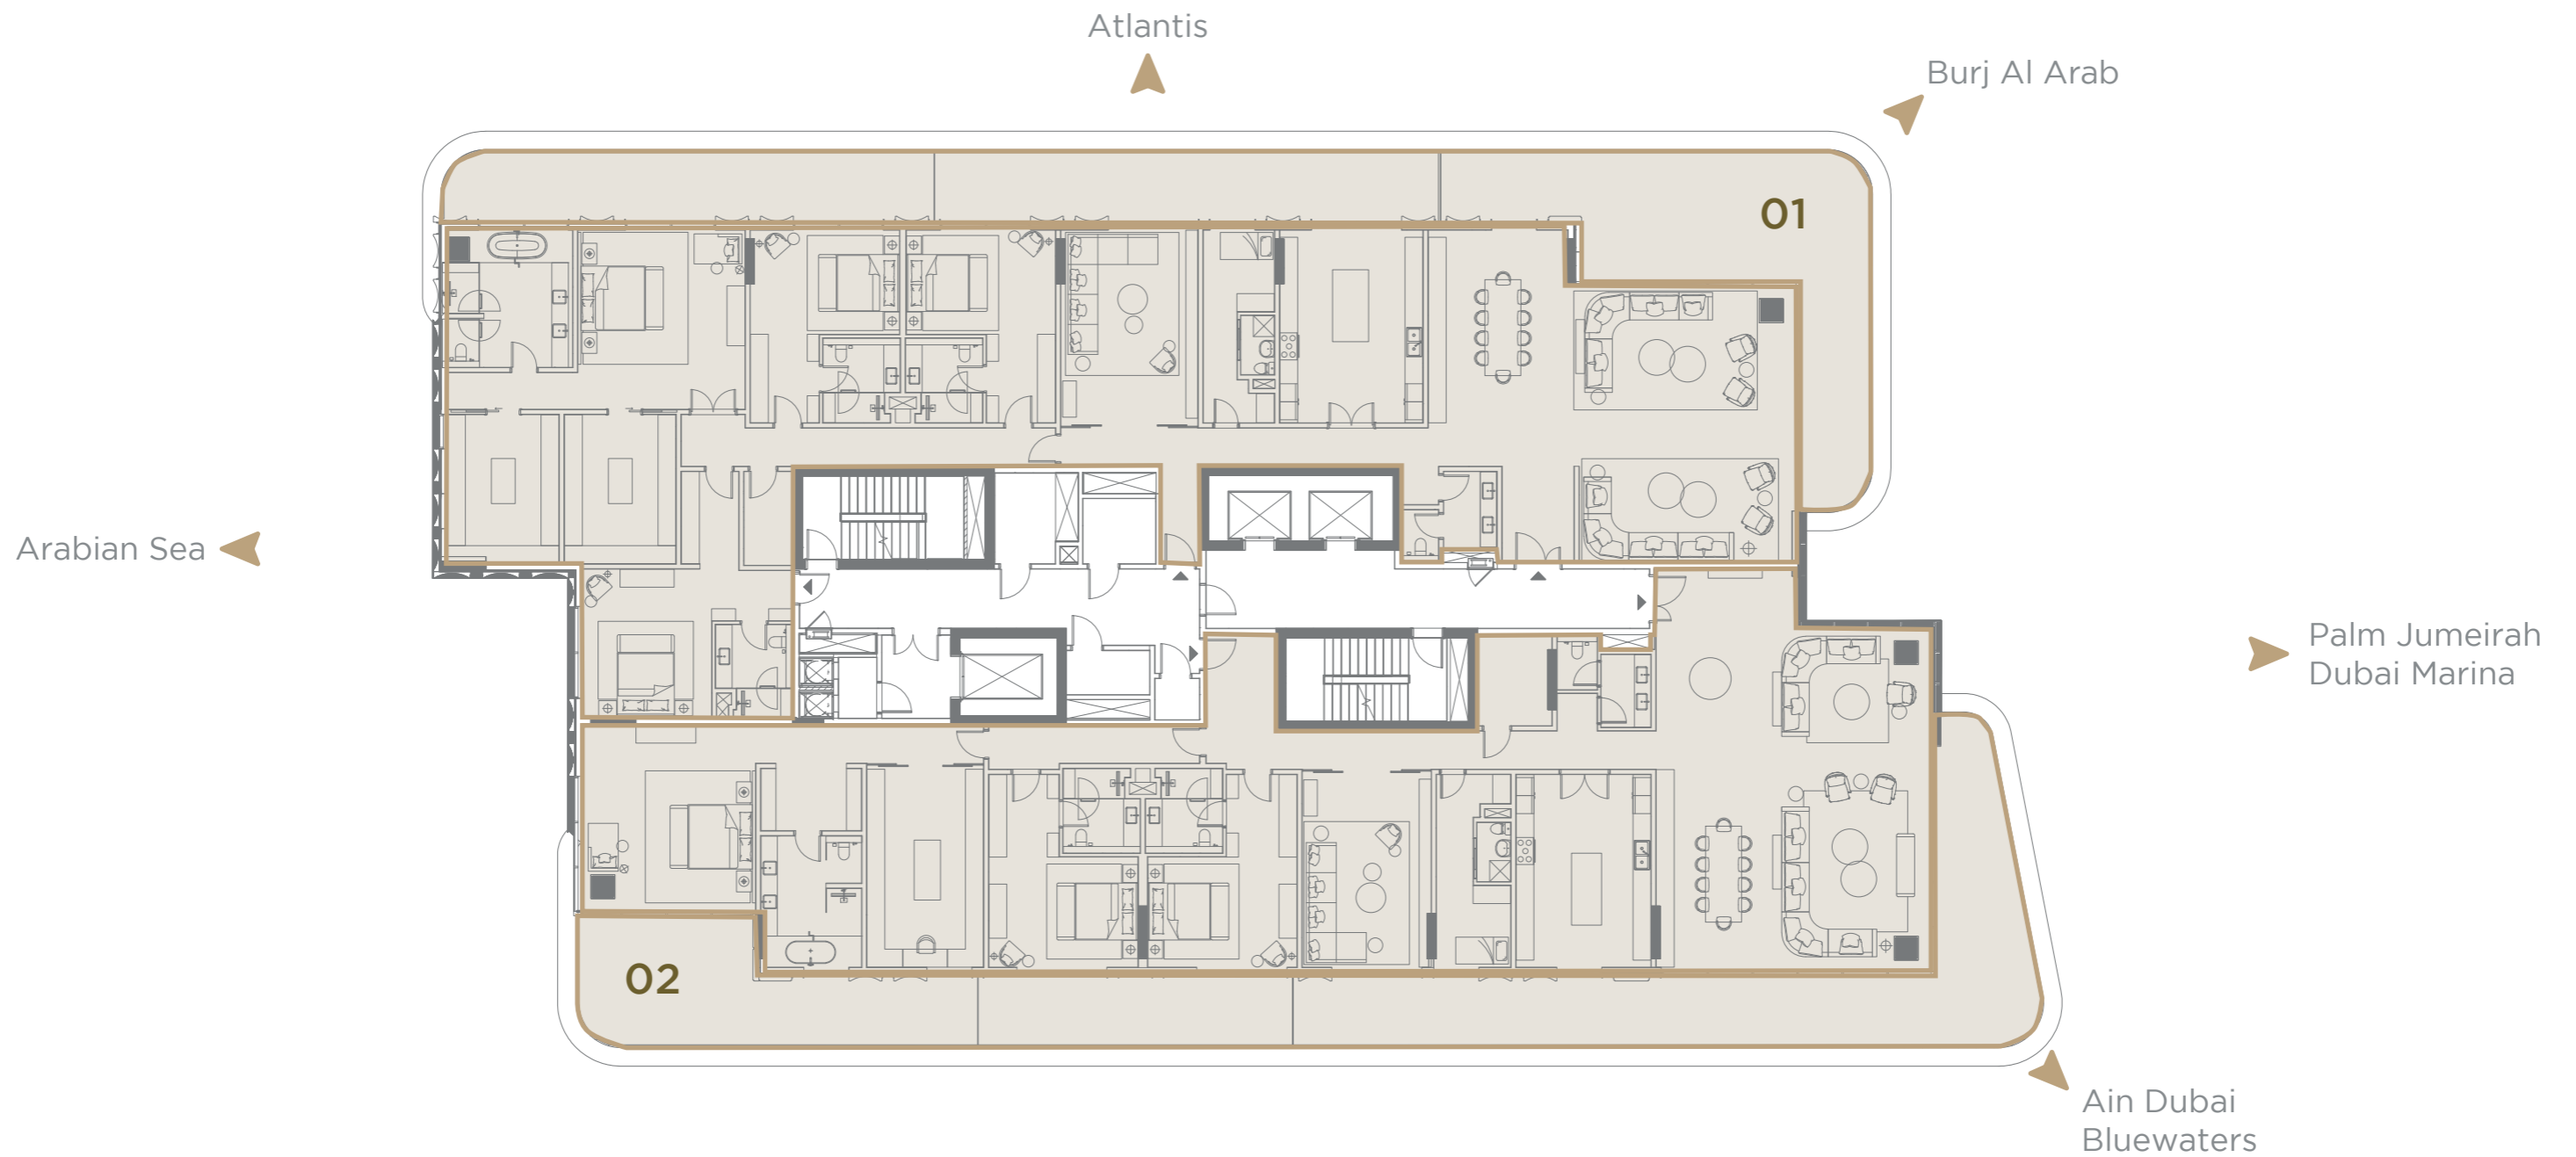 Atlantis
Burj Al Arab
01
Arabian Sea
Palm Jumeirah
Dubai Marina
02
Ain Dubai
Bluewaters